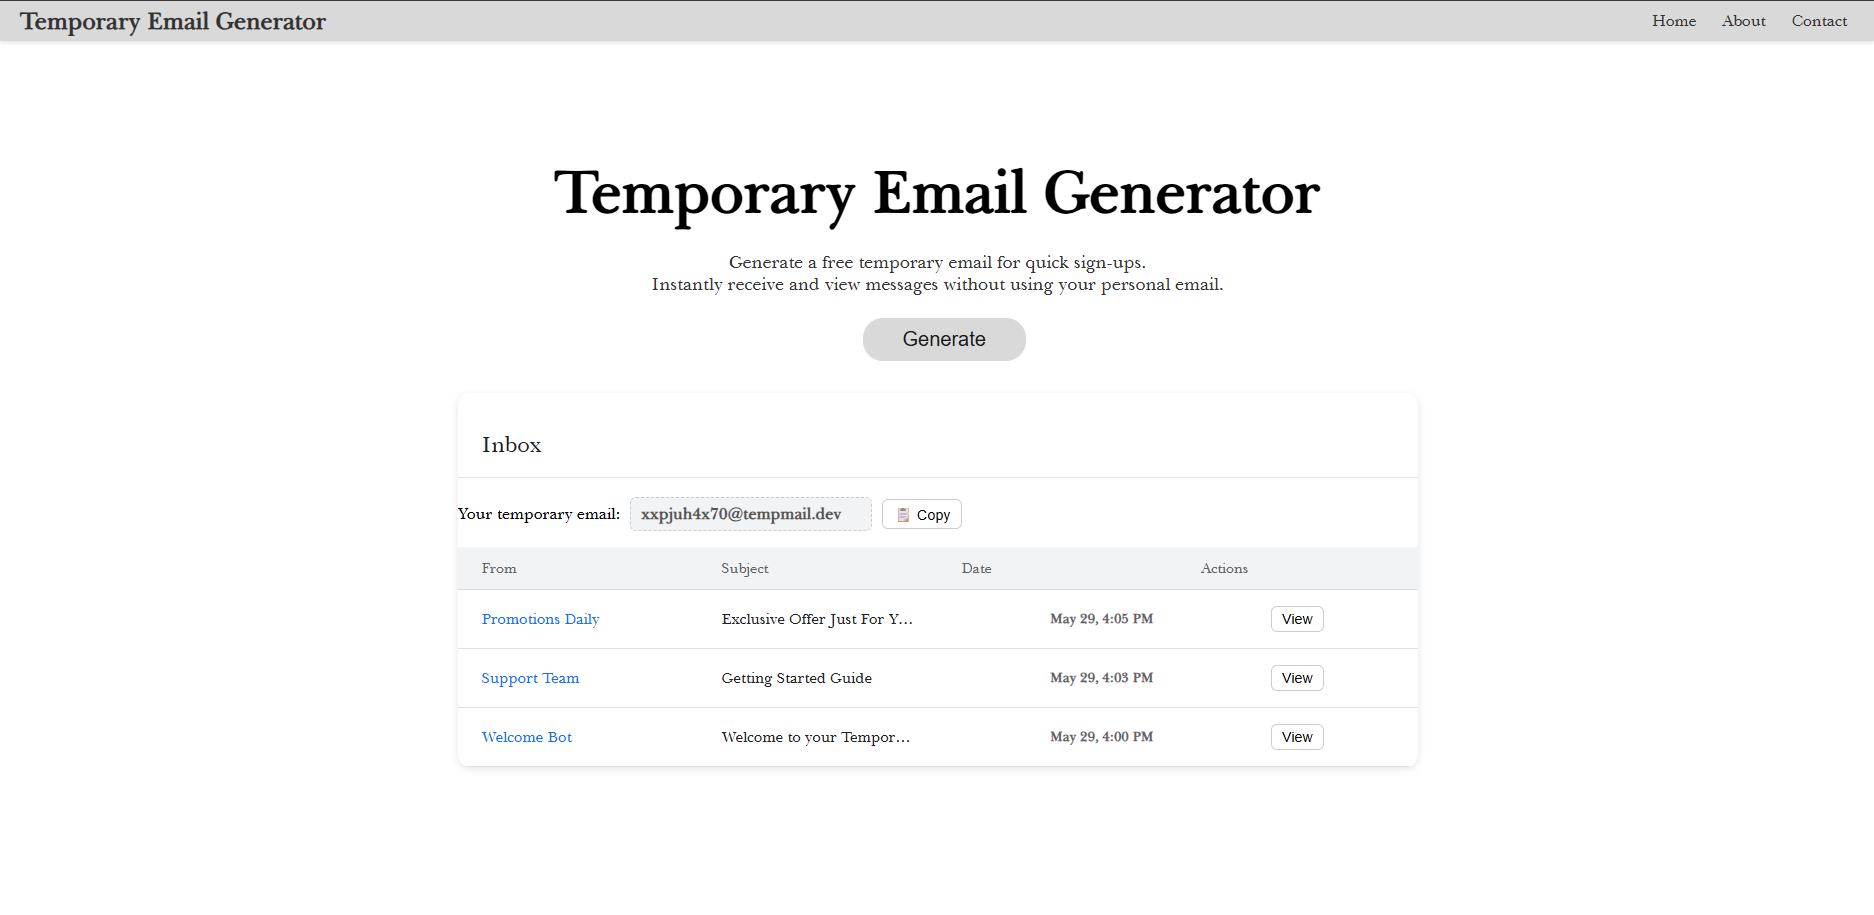 Temporary Email Generator
Home About Contact
Temporary Email Generator
Generate a free temporary email for quick sign-ups.
Instantly receive and view messages without using your personal email.
Generate
Inbox
Your temporary email: xxpjuh4x70@tempmail.dev Copy
From Subject Date Actions
Promotions Daily Exclusive Offer Just For Y... May 29, 4:05 PM View
Support Team Getting Started Guide May 29, 4:03 PM View
Welcome Bot Welcome to your Tempor... May 29, 4:00 PM View